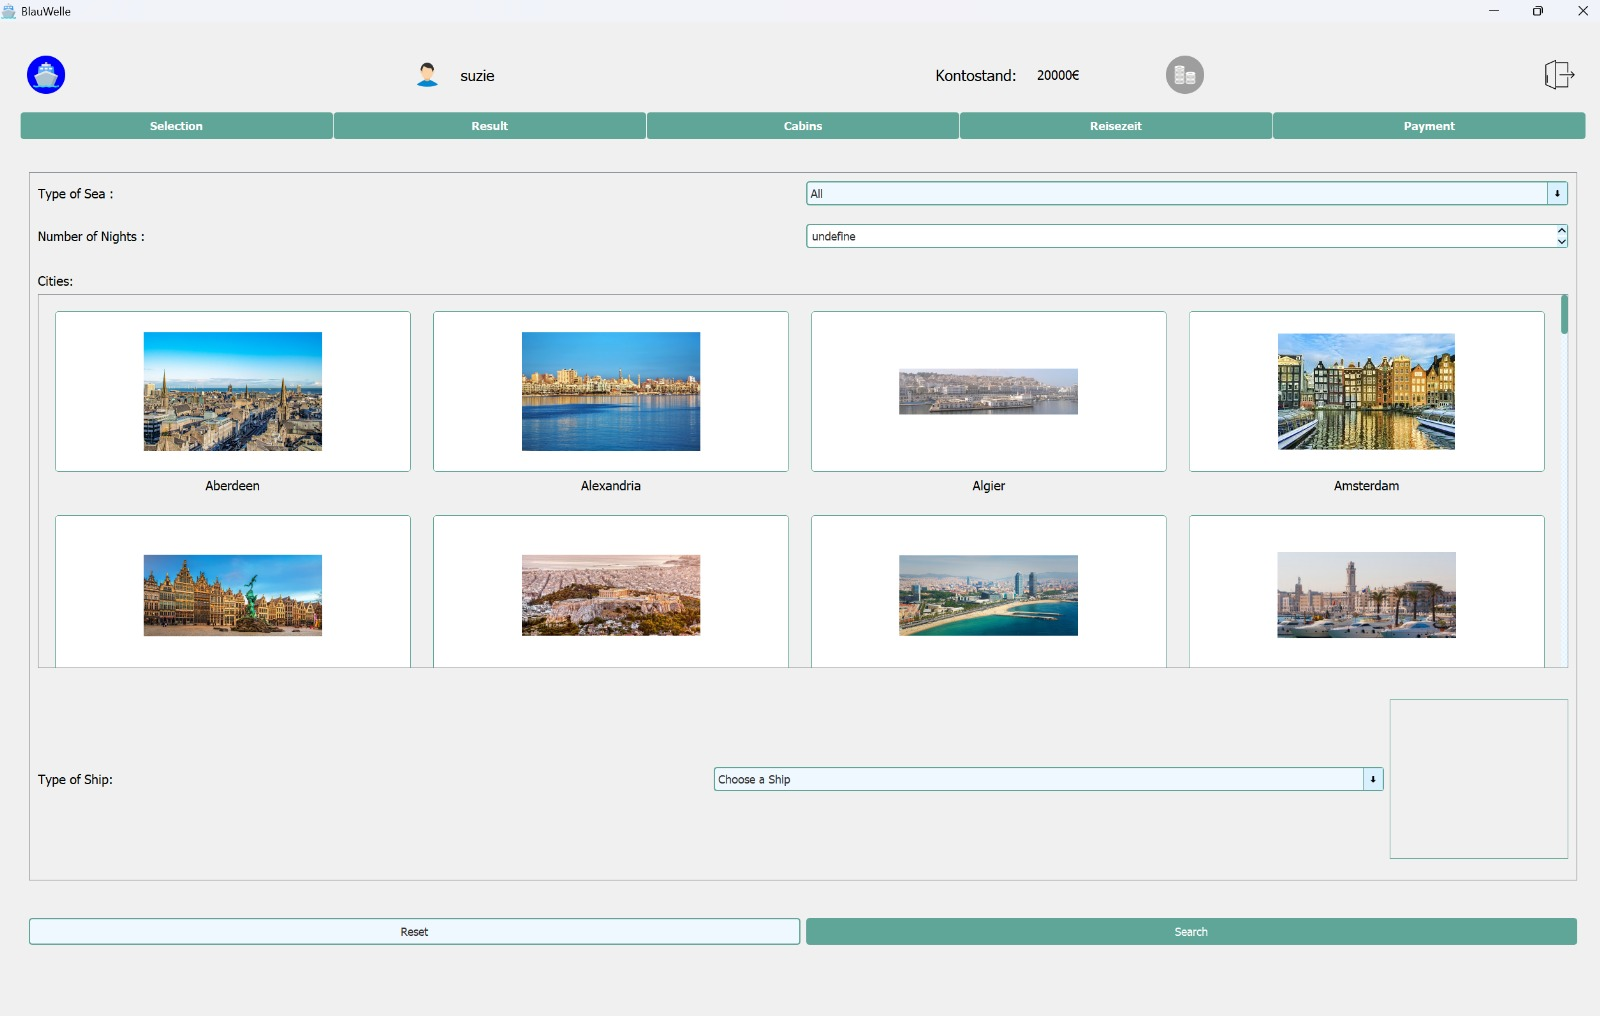 BlauWelle
suzie
Kontostand: 20000€
Selection
Result
Cabins
Reisezeit
Payment
Type of Sea :
All
Number of Nights :
undefine
Cities:
Aberdeen
Alexandria
Algier
Amsterdam
Type of Ship:
Choose a Ship
Reset
Search